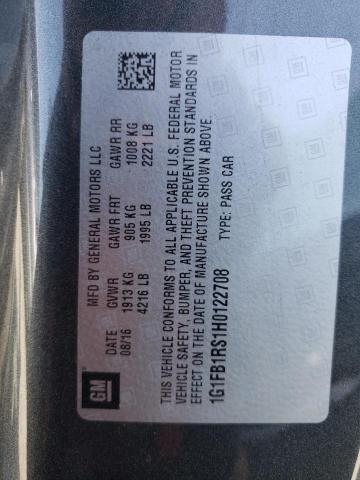 GM
MFD BY GENERAL MOTORS LLC
DATE GVWR GAWR FRT GAWR RR
08/16 1913 KG 905 KG 1008 KG
4216 LB 1995 LB 2221 LB
THIS VEHICLE CONFORMS TO ALL APPLICABLE U.S. FEDERAL MOTOR
VEHICLE SAFETY, BUMPER, AND THEFT PREVENTION STANDARDS IN
EFFECT ON THE DATE OF MANUFACTURE SHOWN ABOVE.
1G1FB1RS1H0122708 TYPE: PASS CAR